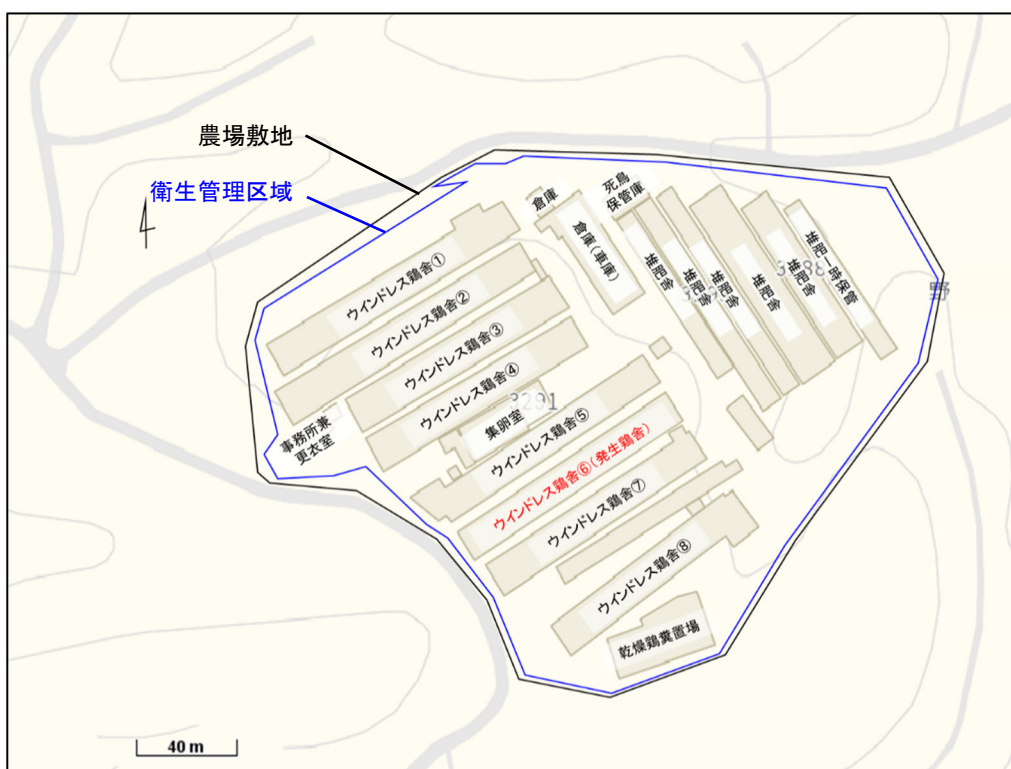 農場敷地
衛生管理区域
倉庫
死鳥
保管庫
倉庫(車庫)
堆肥舎
堆肥舎
堆肥舎
堆肥舎
堆肥舎
堆肥一時保管
野
ウインドレス鶏舎①
ウインドレス鶏舎②
ウインドレス鶏舎③
ウインドレス鶏舎④
3291
集卵室
事務所兼
更衣室
ウインドレス鶏舎⑤
ウインドレス鶏舎⑥(発生鶏舎)
ウインドレス鶏舎⑦
ウインドレス鶏舎⑧
乾燥鶏糞置場
40 m